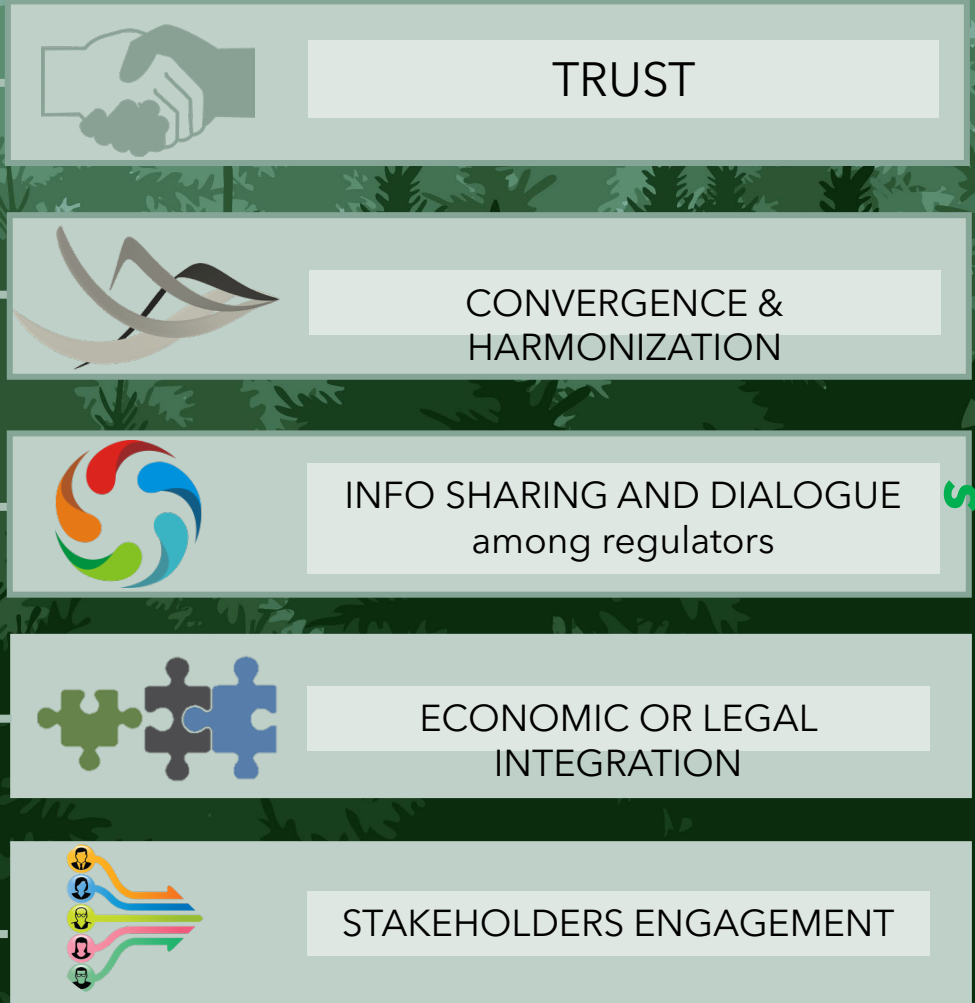 TRUST
CONVERGENCE &
HARMONIZATION
INFO SHARING AND DIALOGUE
among regulators
S
ECONOMIC OR LEGAL
INTEGRATION
STAKEHOLDERS ENGAGEMENT